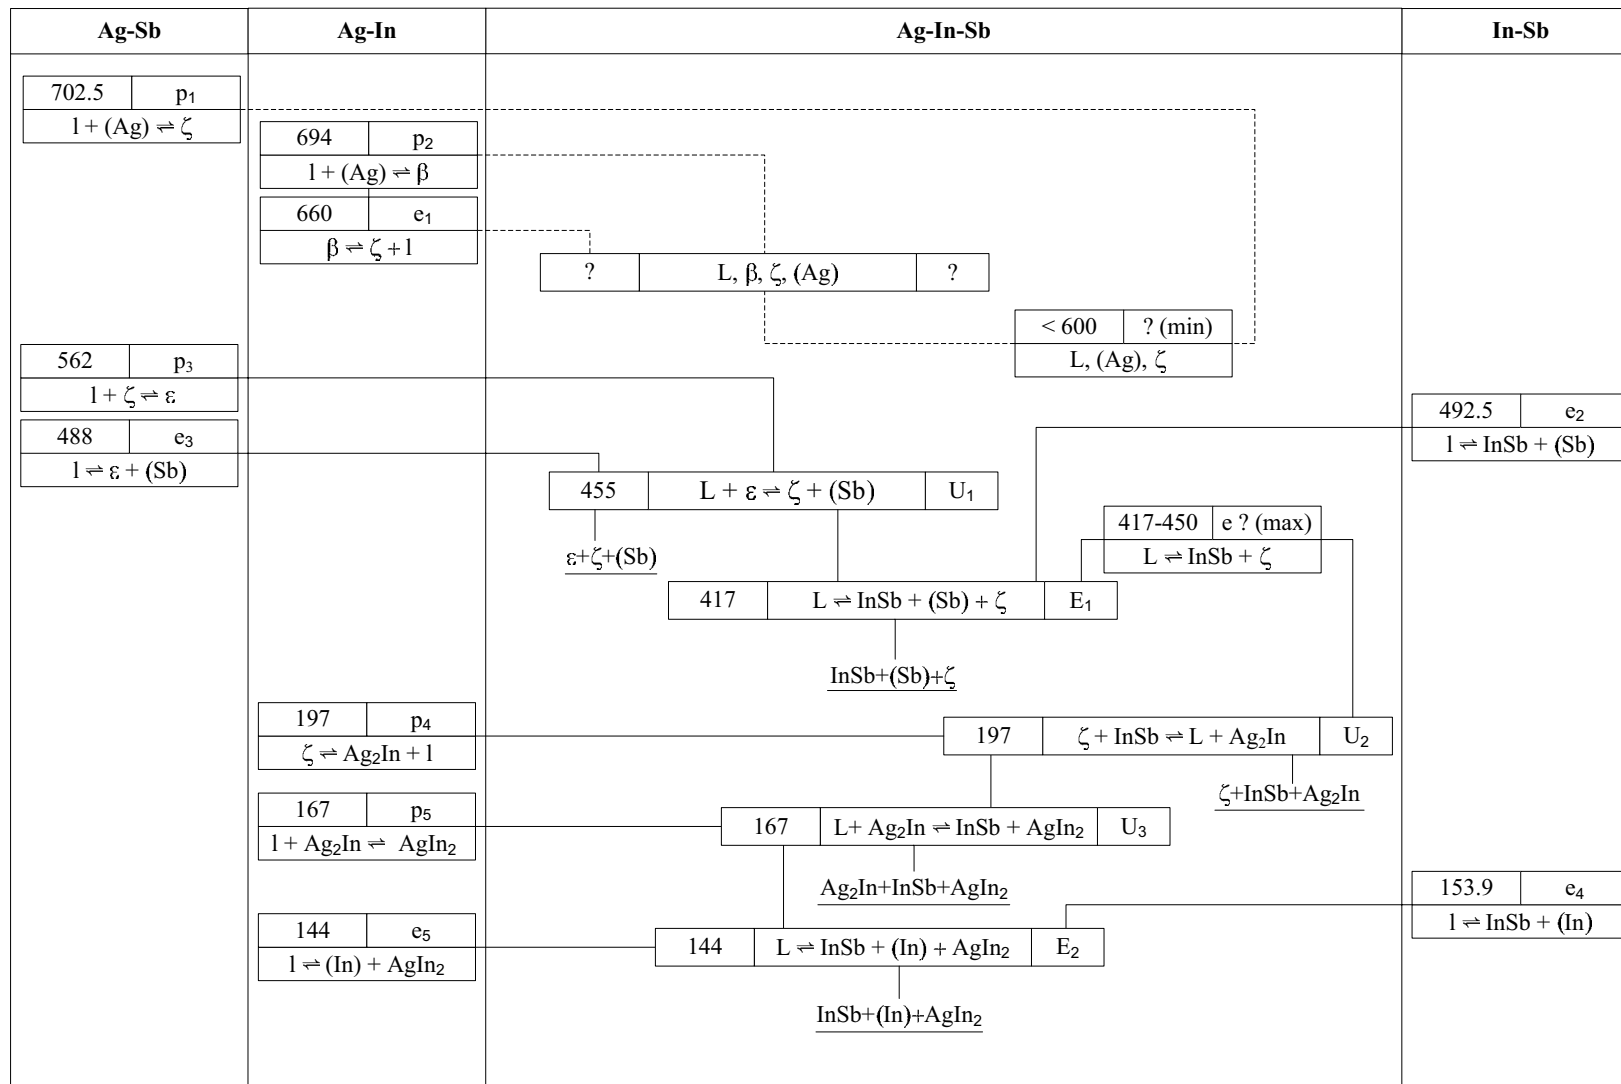 Ag-Sb
Ag-In
Ag-In-Sb
In-Sb
702.5 p₁
l + (Ag) ⇌ ζ
694 p₂
l + (Ag) ⇌ β
660 e₁
β ⇌ ζ + l
? L, β, ζ, (Ag) ?
< 600 ? (min)
L, (Ag), ζ
562 p₃
l + ζ ⇌ ε
492.5 e₂
l ⇌ InSb + (Sb)
488 e₃
l ⇌ ε + (Sb)
455 L + ε ⇌ ζ + (Sb) U₁
ε+ζ+(Sb)
417-450 e ? (max)
L ⇌ InSb + ζ
417 L ⇌ InSb + (Sb) + ζ E₁
InSb+(Sb)+ζ
197 p₄
ζ ⇌ Ag₂In + l
197 ζ + InSb ⇌ L + Ag₂In U₂
ζ+InSb+Ag₂In
167 p₅
l + Ag₂In ⇌ AgIn₂
167 L+ Ag₂In ⇌ InSb + AgIn₂ U₃
Ag₂In+InSb+AgIn₂
153.9 e₄
l ⇌ InSb + (In)
144 e₅
l ⇌ (In) + AgIn₂
144 L ⇌ InSb + (In) + AgIn₂ E₂
InSb+(In)+AgIn₂